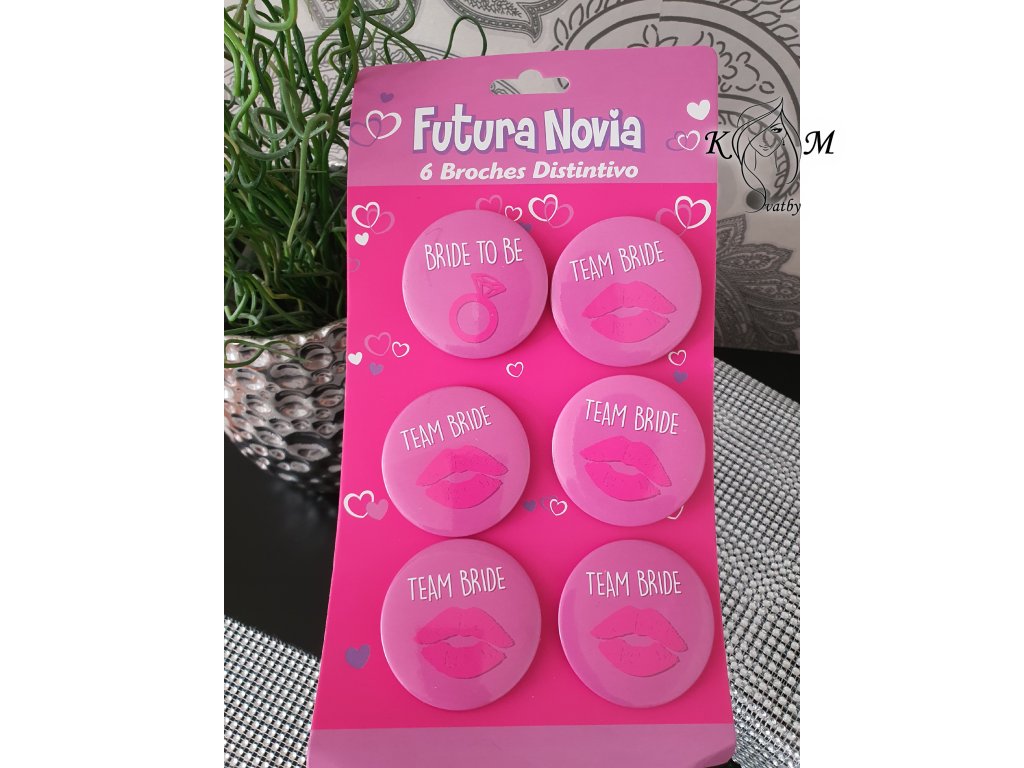 Futura Novia
6 Broches Distintivo
K M
Svatby
BRIDE TO BE
TEAM BRIDE
TEAM BRIDE
TEAM BRIDE
TEAM BRIDE
TEAM BRIDE